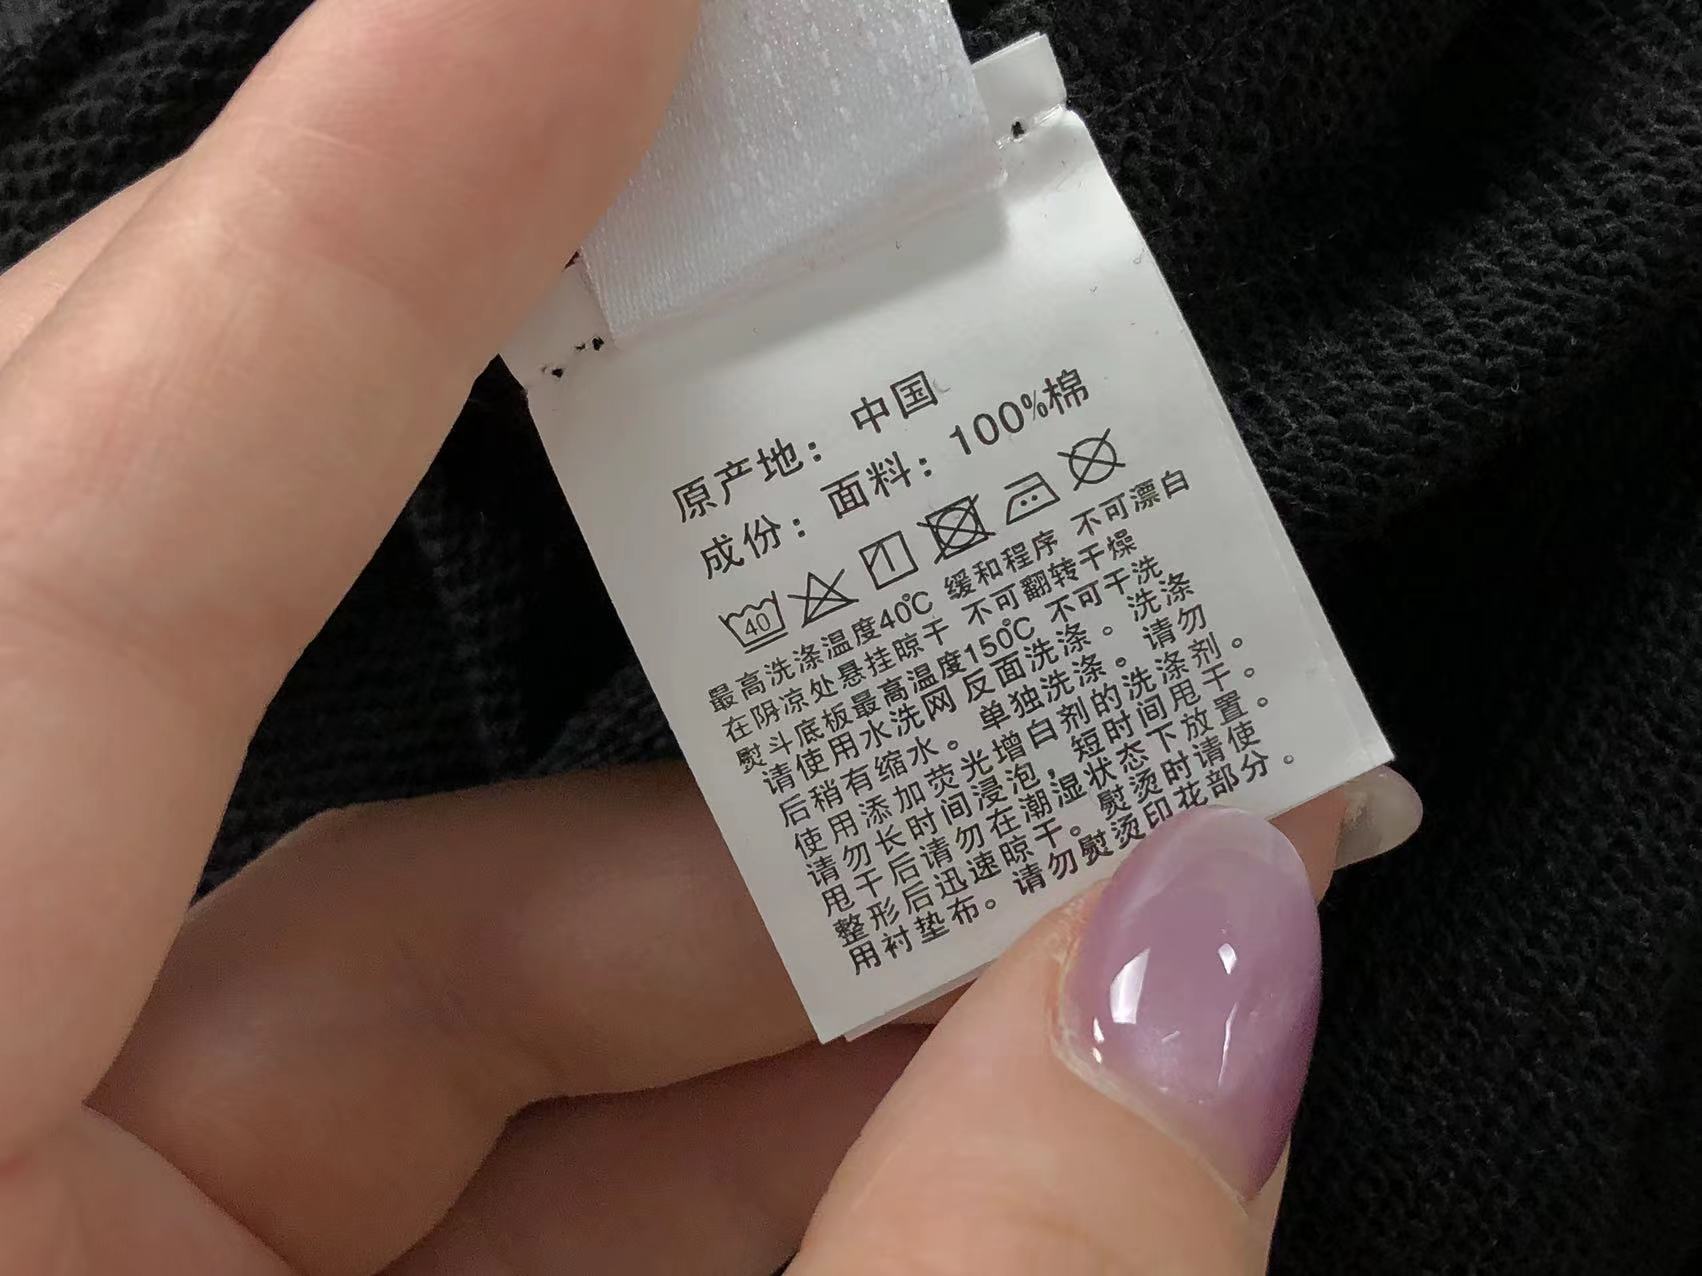 原产地：中国
成份：面料：100%棉
40
最高洗涤温度40℃ 缓和程序 不可漂白
在阴凉处悬挂晾干 不可翻转干燥
熨斗底板最高温度150℃ 不可干洗
请使用水洗网 反面洗涤。洗涤
后稍有缩水。单独洗涤。请勿
使用添加荧光增白剂的洗涤剂。
请勿长时间浸泡，短时间甩干。
甩干后请勿在潮湿状态下放置。
整形后迅速晾干。熨烫时请使
用衬垫布。请勿熨烫印花部分。